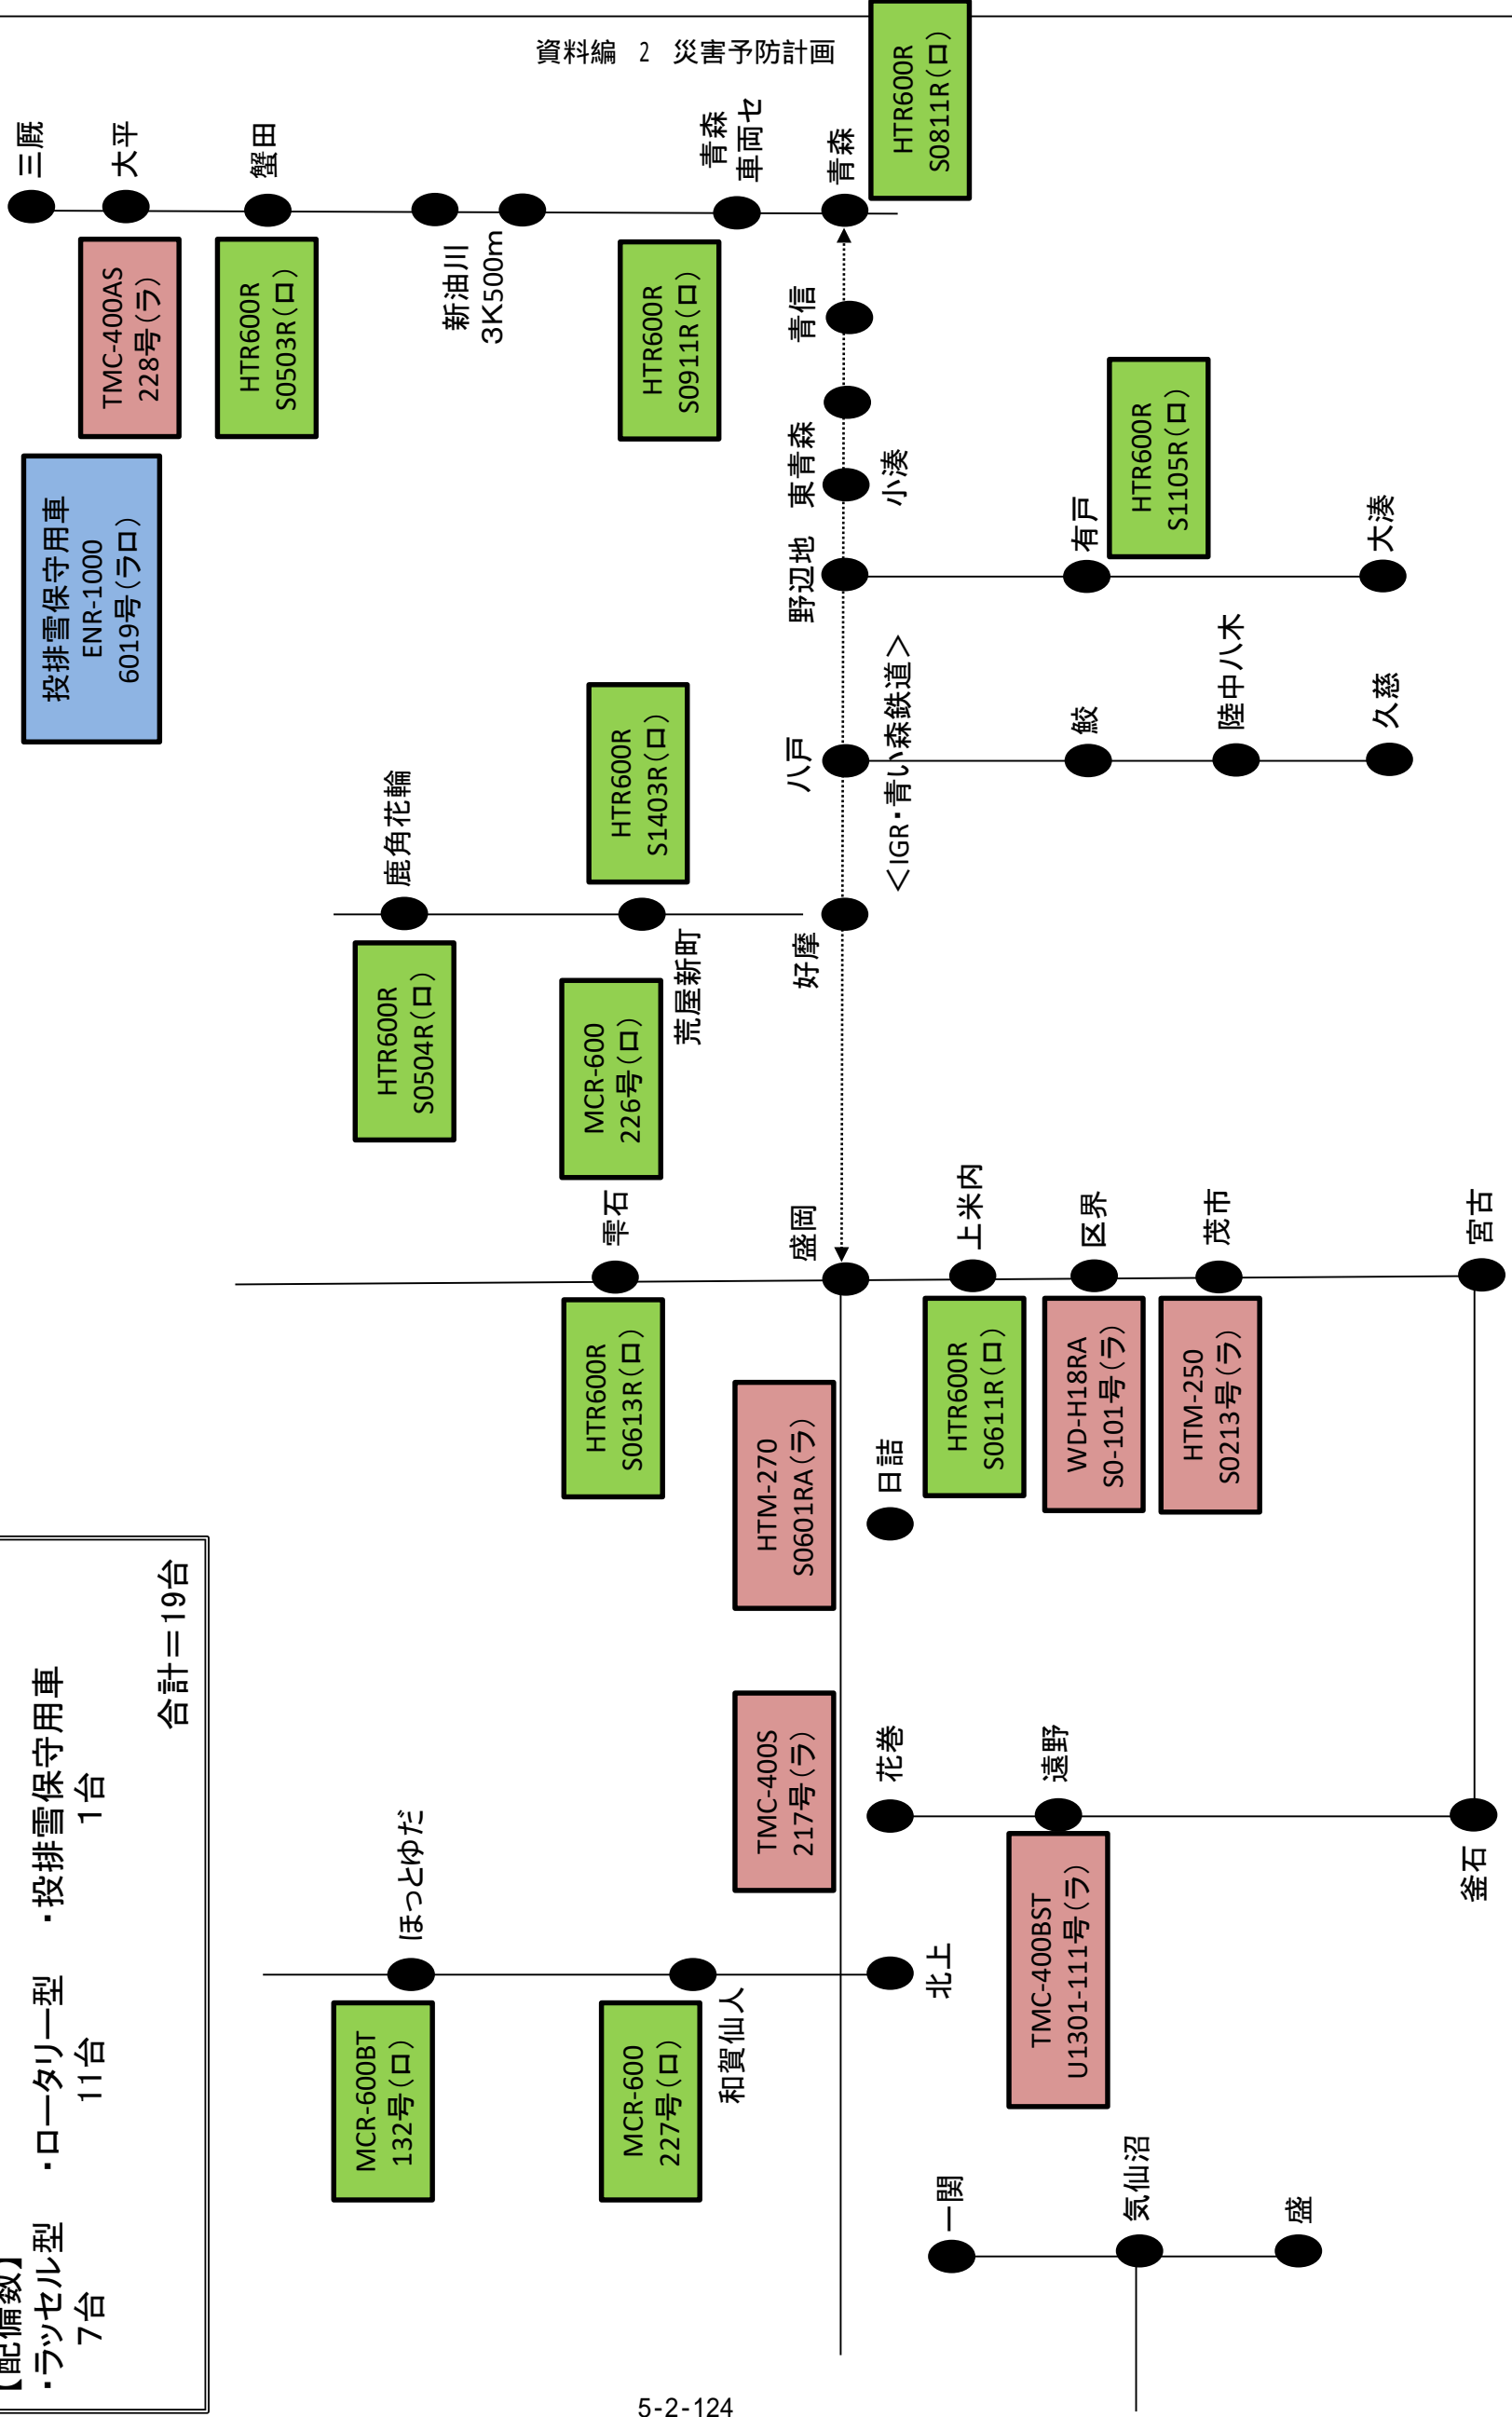 資料編　2　災害予防計画
三厩
大平
蟹田
新油川
3K500m
青森
車両セ
青森
HTR600R
S0811R(ロ)
TMC-400AS
228号(ラ)
HTR600R
S0503R(ロ)
HTR600R
S0911R(ロ)
青信
東青森
小湊
野辺地
有戸
HTR600R
S1105R(ロ)
大湊
投排雪保守用車
ENR-1000
6019号(ラロ)
八戸
＜IGR・青い森鉄道＞
鮫
陸中八木
久慈
鹿角花輪
HTR600R
S1403R(ロ)
HTR600R
S0504R(ロ)
MCR-600
226号(ロ)
荒屋新町
好摩
雫石
盛岡
上米内
区界
茂市
宮古
HTR600R
S0613R(ロ)
HTM-270
S0601RA(ラ)
日詰
HTR600R
S0611R(ロ)
WD-H18RA
S0-101号(ラ)
HTM-250
S0213号(ラ)
TMC-400S
217号(ラ)
花巻
遠野
釜石
TMC-400BST
U1301-111号(ラ)
ほっとゆだ
MCR-600BT
132号(ロ)
MCR-600
227号(ロ)
和賀仙人
北上
一関
気仙沼
盛
【配備数】
・ラッセル型　・ロータリー型　・投排雪保守用車
7台　11台　1台
合計＝19台
5-2-124